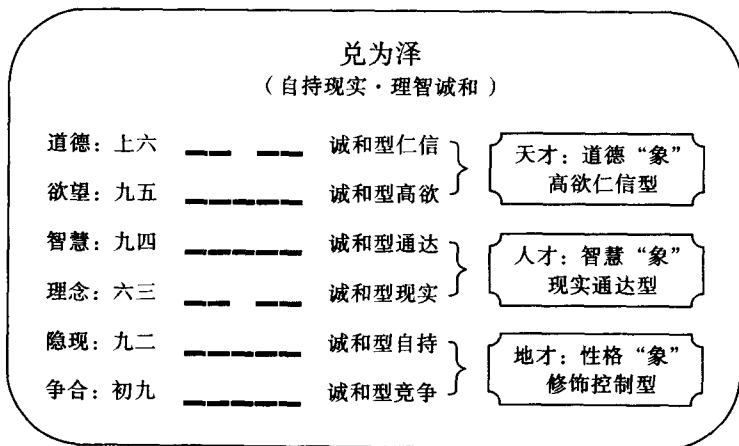 兑为泽
（自持现实·理智诚和）
道德：上六 诚和型仁信
欲望：九五 诚和型高欲
天才：道德“象”
高欲仁信型
智慧：九四 诚和型通达
理念：六三 诚和型现实
人才：智慧“象”
现实通达型
隐现：九二 诚和型自持
争合：初九 诚和型竞争
地才：性格“象”
修饰控制型